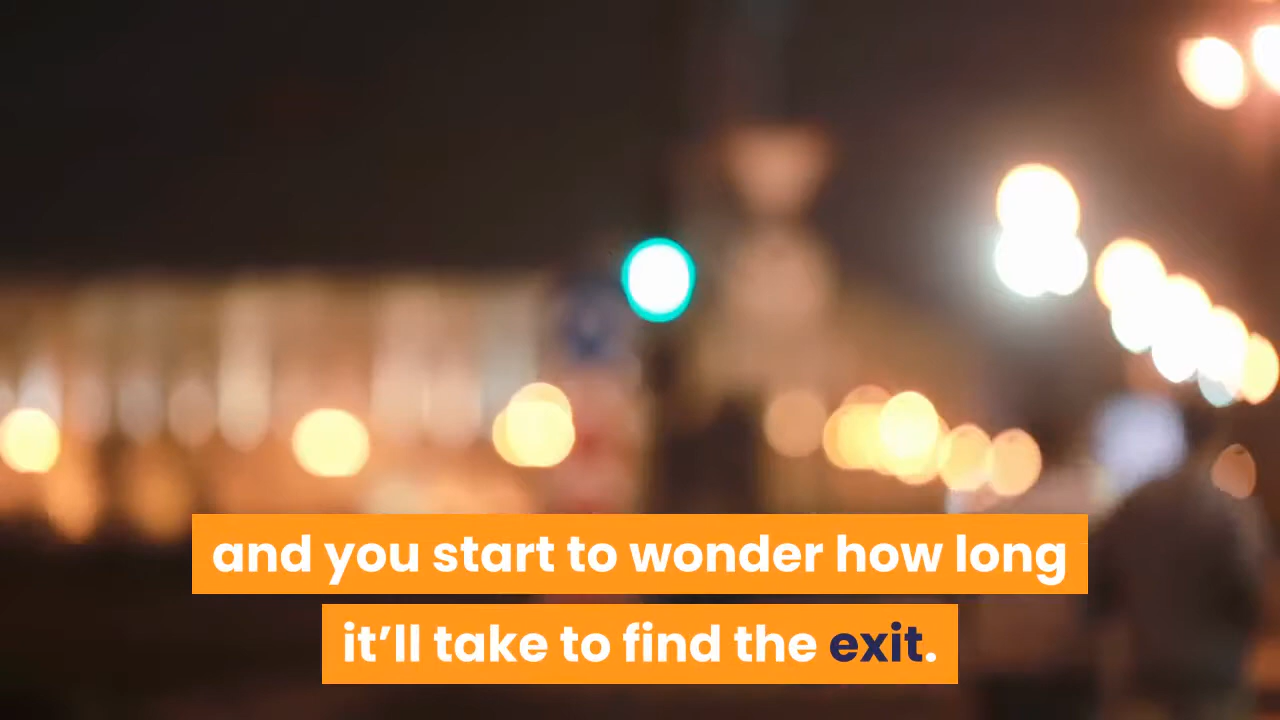 and you start to wonder how long
it’ll take to find the exit.